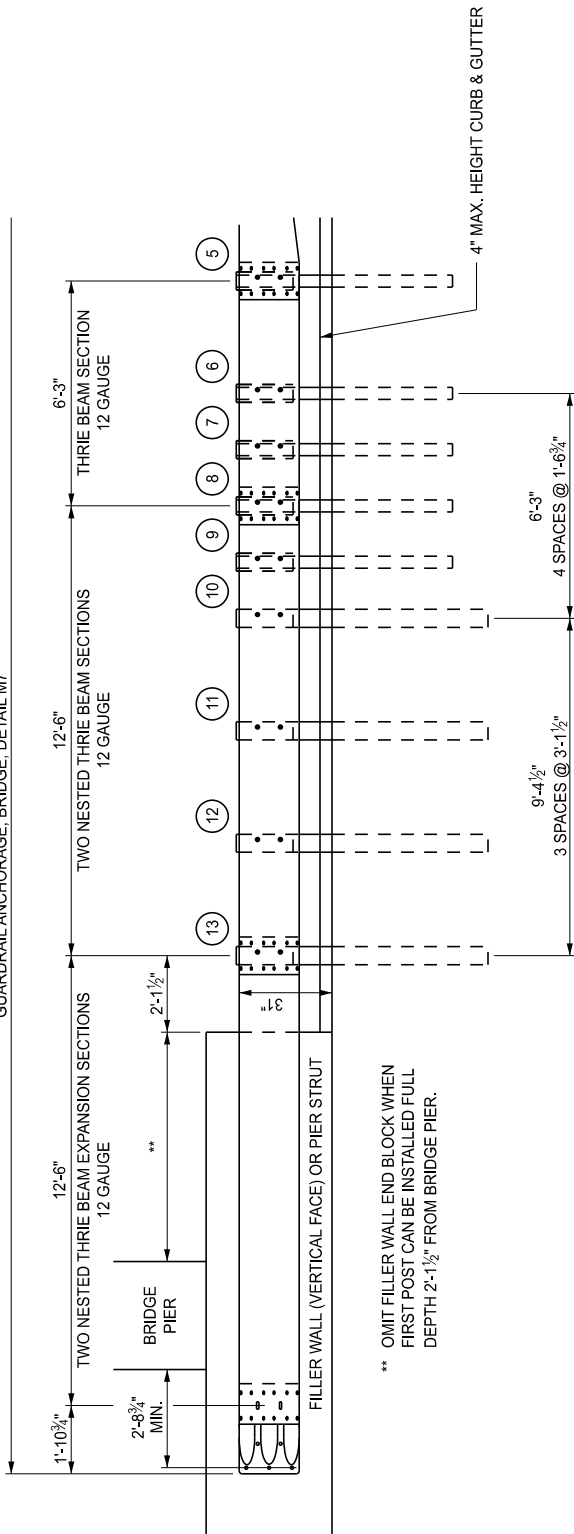 GUARDRAIL ANCHORAGE, BRIDGE, DETAIL M7
12'-6"
TWO NESTED THRIE BEAM EXPANSION SECTIONS
12 GAUGE
12'-6"
TWO NESTED THRIE BEAM SECTIONS
12 GAUGE
6'-3"
THRIE BEAM SECTION
12 GAUGE
1'-10¾"
2'-8¾"
MIN.
BRIDGE
PIER
**
2'-1½"
13
12
11
10
9
8
7
6
5
31"
FILLER WALL (VERTICAL FACE) OR PIER STRUT
4" MAX. HEIGHT CURB & GUTTER
** OMIT FILLER WALL END BLOCK WHEN
FIRST POST CAN BE INSTALLED FULL
DEPTH 2'-1½" FROM BRIDGE PIER.
9'-4½"
3 SPACES @ 3'-1½"
6'-3"
4 SPACES @ 1'-6¾"